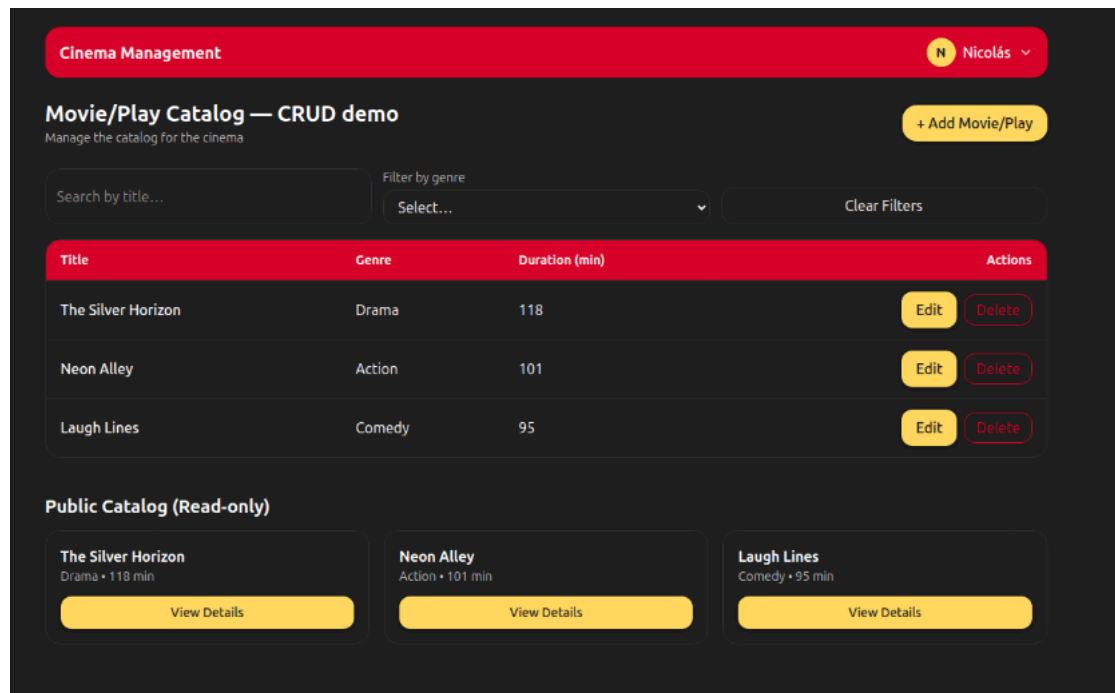 Cinema Management
N Nicolás
Movie/Play Catalog — CRUD demo
Manage the catalog for the cinema
+ Add Movie/Play
Filter by genre
Search by title...
Select...
Clear Filters
Title Genre Duration (min) Actions
The Silver Horizon Drama 118 Edit Delete
Neon Alley Action 101 Edit Delete
Laugh Lines Comedy 95 Edit Delete
Public Catalog (Read-only)
The Silver Horizon
Drama • 118 min
View Details
Neon Alley
Action • 101 min
View Details
Laugh Lines
Comedy • 95 min
View Details